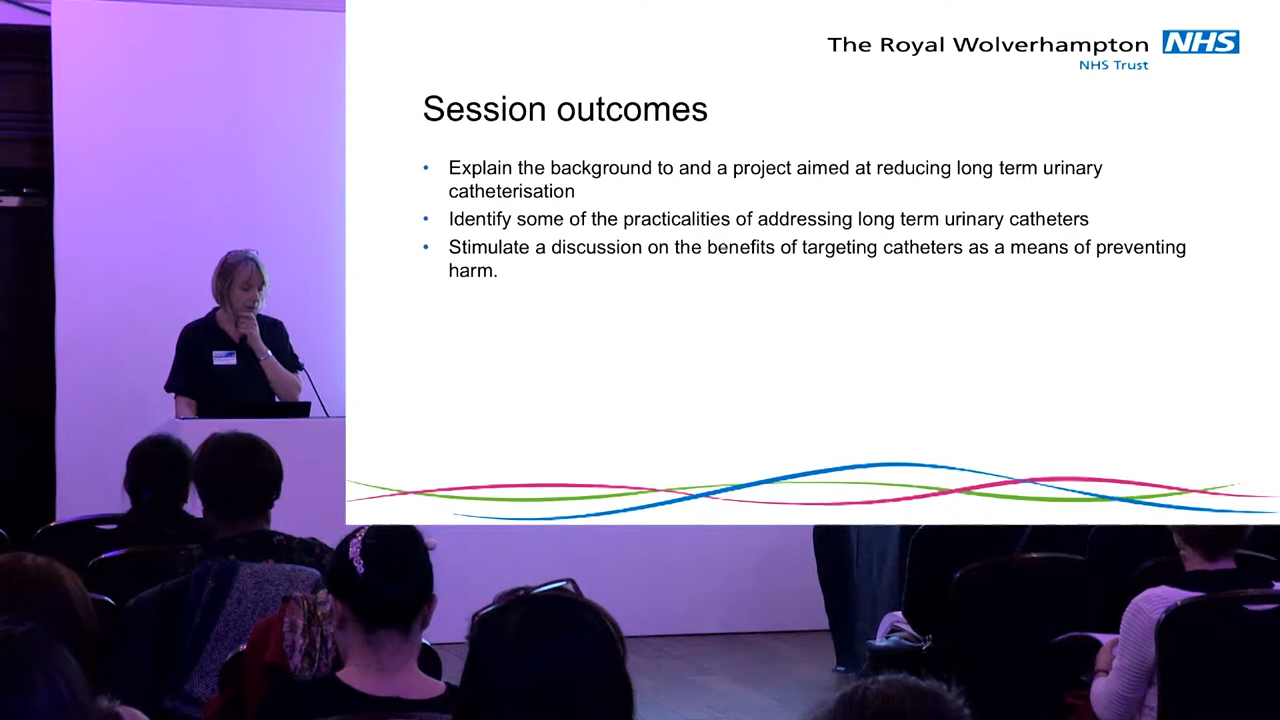 The Royal Wolverhampton NHS
NHS Trust
Session outcomes
• Explain the background to and a project aimed at reducing long term urinary
catheterisation
• Identify some of the practicalities of addressing long term urinary catheters
• Stimulate a discussion on the benefits of targeting catheters as a means of preventing
harm.